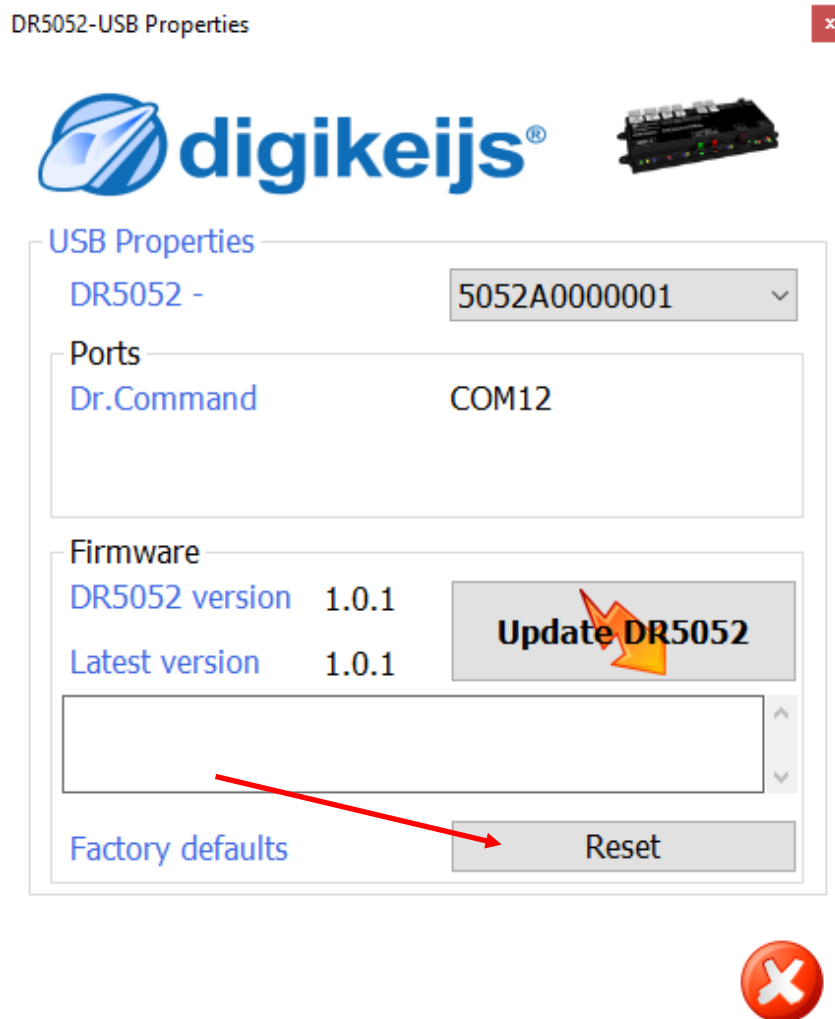 DR5052-USB Properties
x
digikeijs®
USB Properties
DR5052 - 5052A0000001
Ports
Dr.Command COM12
Firmware
DR5052 version 1.0.1
Update DR5052
Latest version 1.0.1
Factory defaults Reset